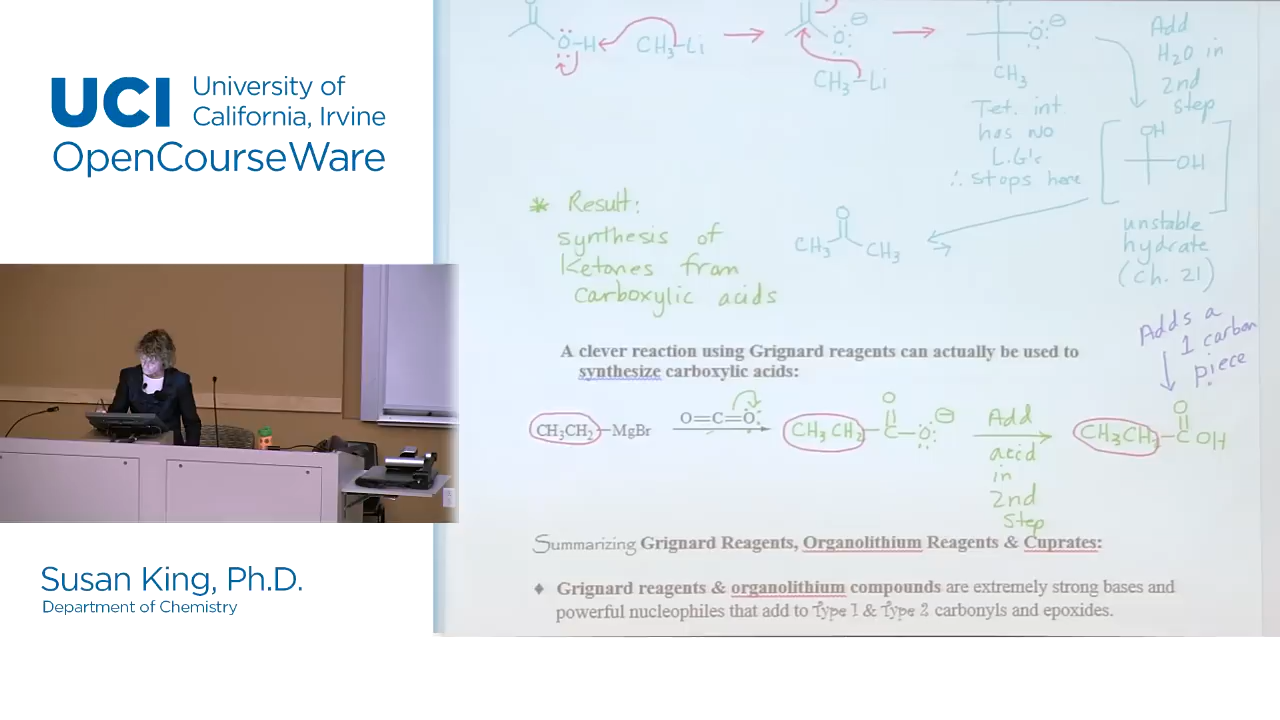 UCI
University of
California, Irvine
OpenCourseWare
O—H
CH₃—Li
O
⊖
CH₃—Li
O
⊖
CH₃
Add
H₂O in
2nd
step
Tet. int.
has NO
L.G.'s
∴ stops here
OH
OH
unstable
hydrate
(Ch. 21)
* Result:
synthesis of
Ketones from
carboxylic acids
O
CH₃
CH₃
Adds a
1 carbon
piece
A clever reaction using Grignard reagents can actually be used to
synthesize carboxylic acids:
CH₃CH₂—MgBr
O=C=O
O
CH₃CH₂—C—O ⊖
Add
acid
in
2nd
step
O
CH₃CH₂—C OH
Summarizing Grignard Reagents, Organolithium Reagents & Cuprates:
♦ Grignard reagents & organolithium compounds are extremely strong bases and
powerful nucleophiles that add to Type 1 & Type 2 carbonyls and epoxides.
Susan King, Ph.D.
Department of Chemistry